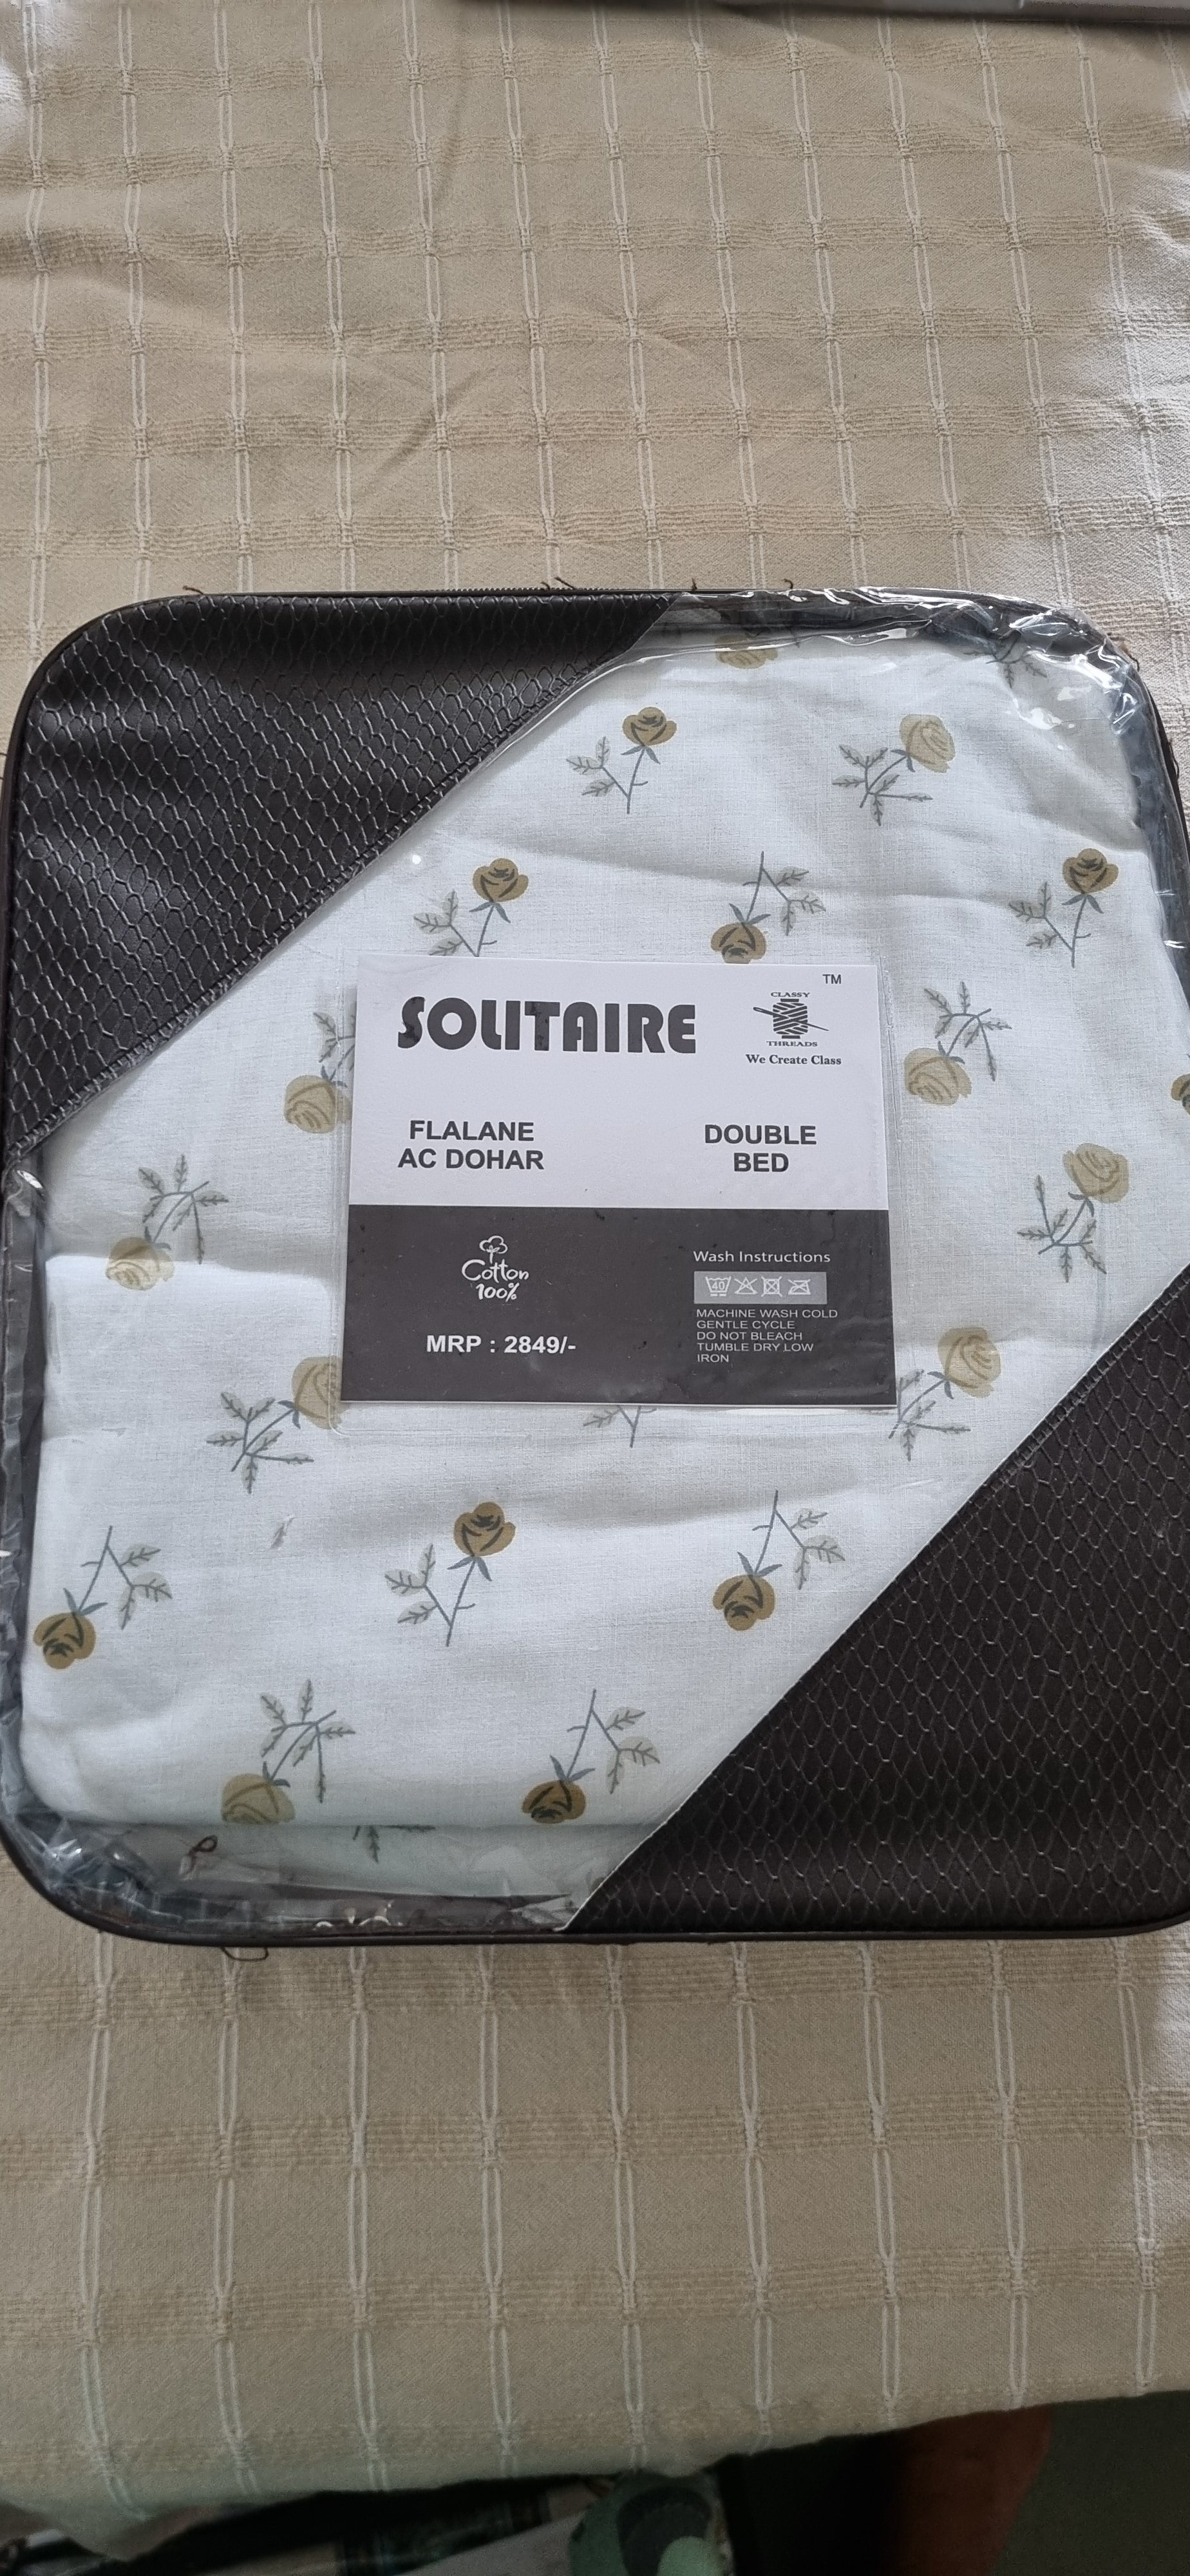 SOLITAIRE
TM
CLASSY
THREADS
We Create Class
FLALANE
AC DOHAR
DOUBLE
BED
Cotton
100%
MRP : 2849/-
Wash Instructions
40
MACHINE WASH COLD
GENTLE CYCLE
DO NOT BLEACH
TUMBLE DRY LOW
IRON